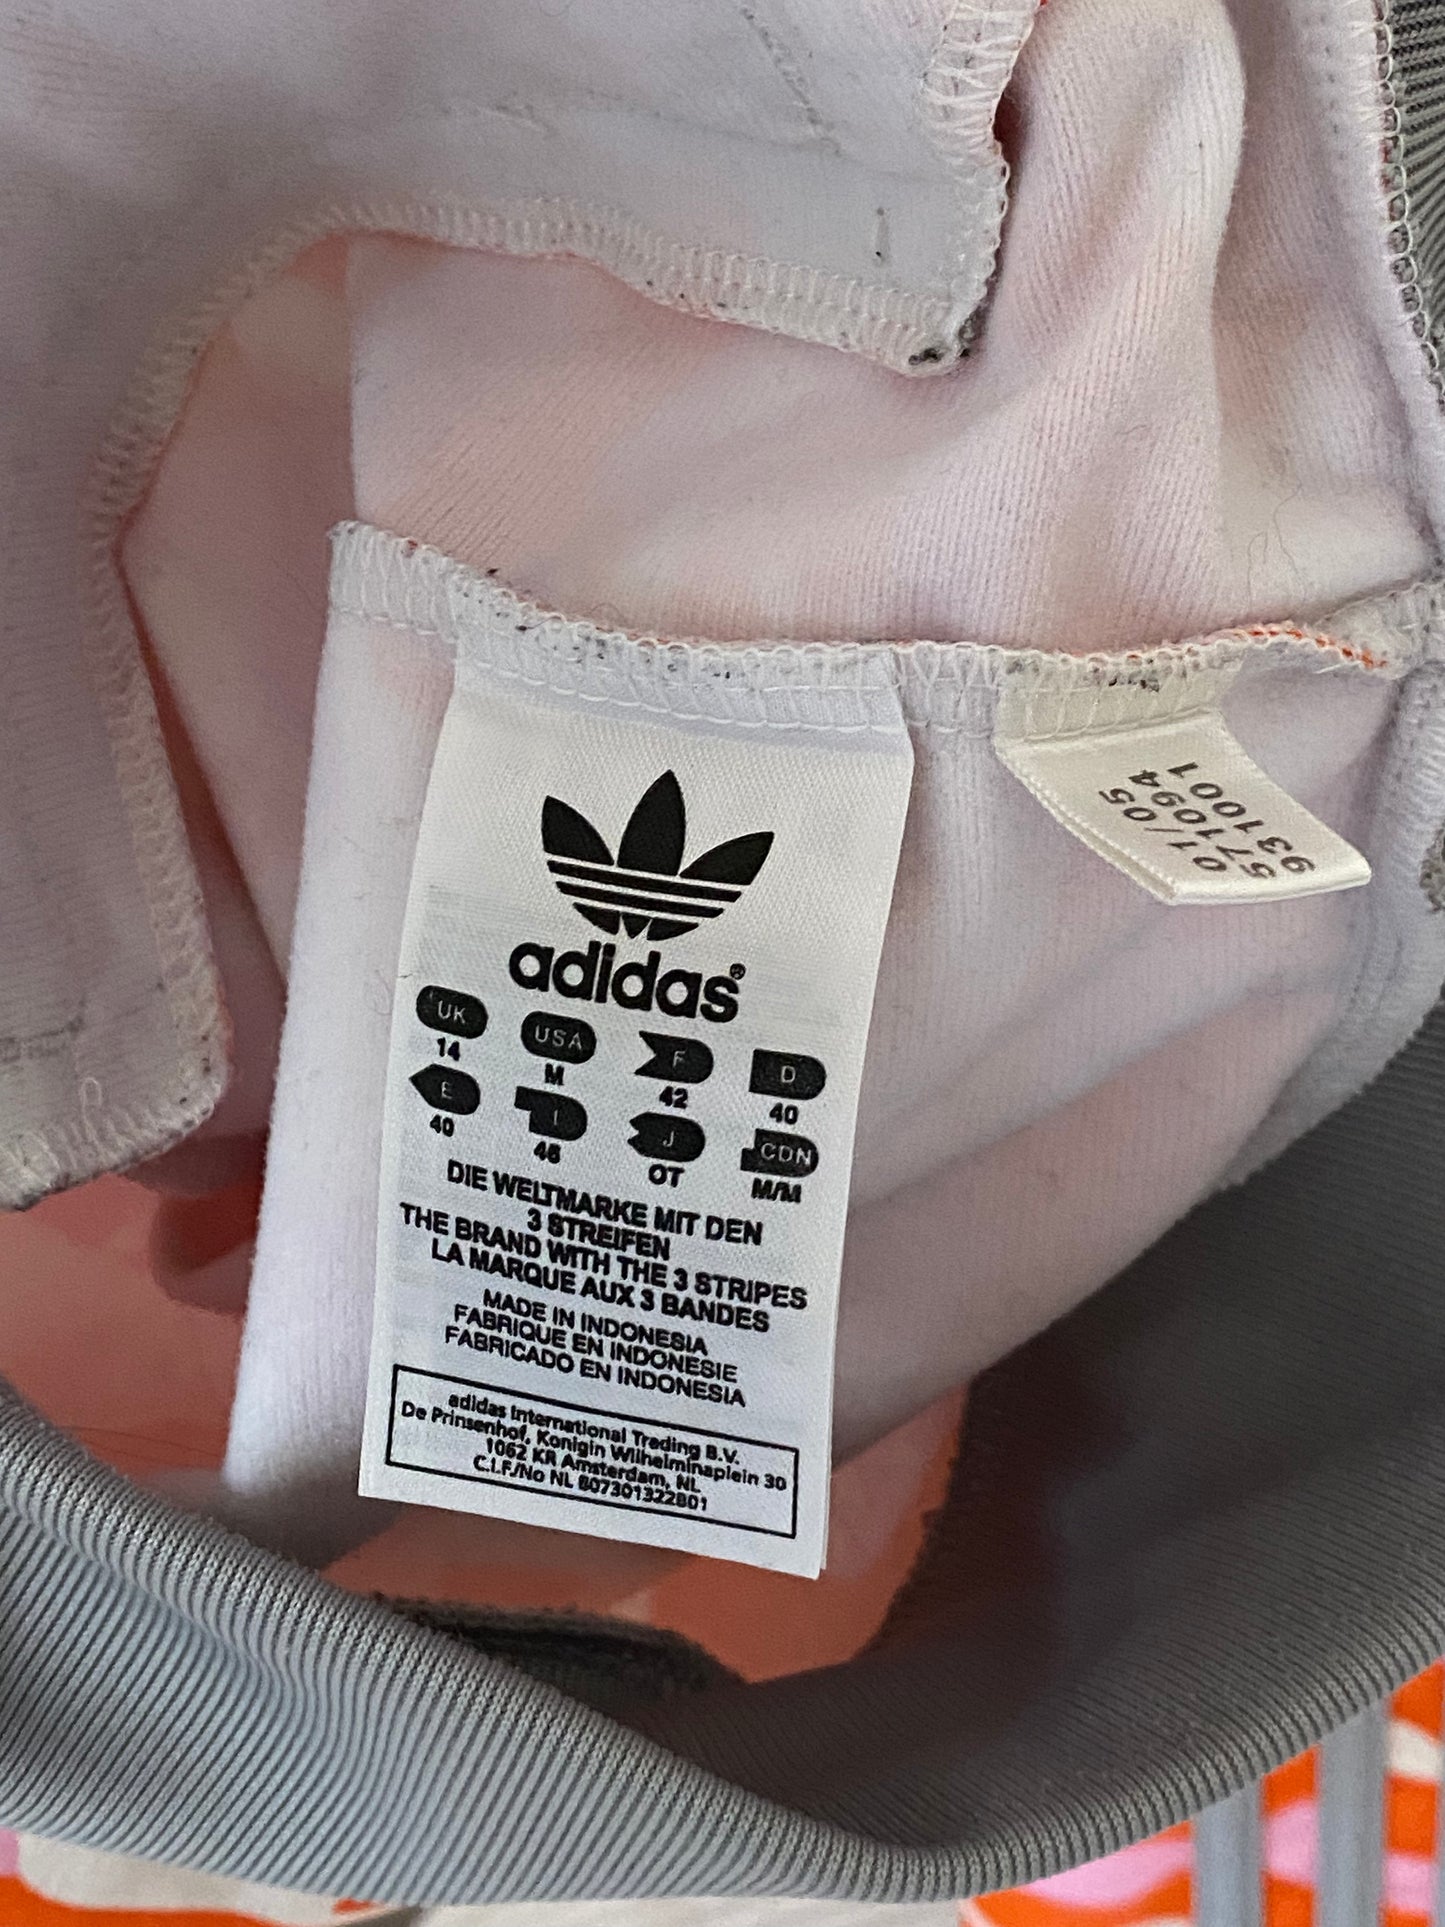 adidas®
UK USA F D
14 M 42 40
E I J CDN
40 46 OT M/M
DIE WELTMARKE MIT DEN
3 STREIFEN
THE BRAND WITH THE 3 STRIPES
LA MARQUE AUX 3 BANDES
MADE IN INDONESIA
FABRIQUE EN INDONESIE
FABRICADO EN INDONESIA
adidas International Trading B.V.
De Prinsenhof, Konigin Wilhelminaplein 30
1062 KR Amsterdam, NL
C.I.F./No NL 807301322B01
01/05
571094
931001